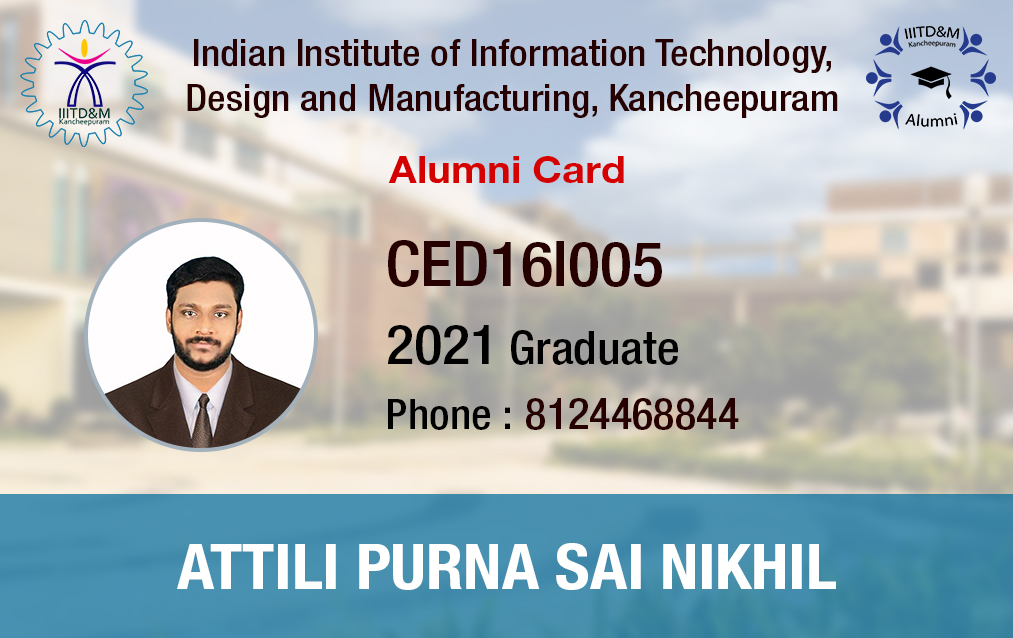 Indian Institute of Information Technology,
Design and Manufacturing, Kancheepuram
IIITD&M
Kancheepuram
IIITD&M
Kancheepuram
Alumni
Alumni Card
CED16I005
2021 Graduate
Phone : 8124468844
ATTILI PURNA SAI NIKHIL